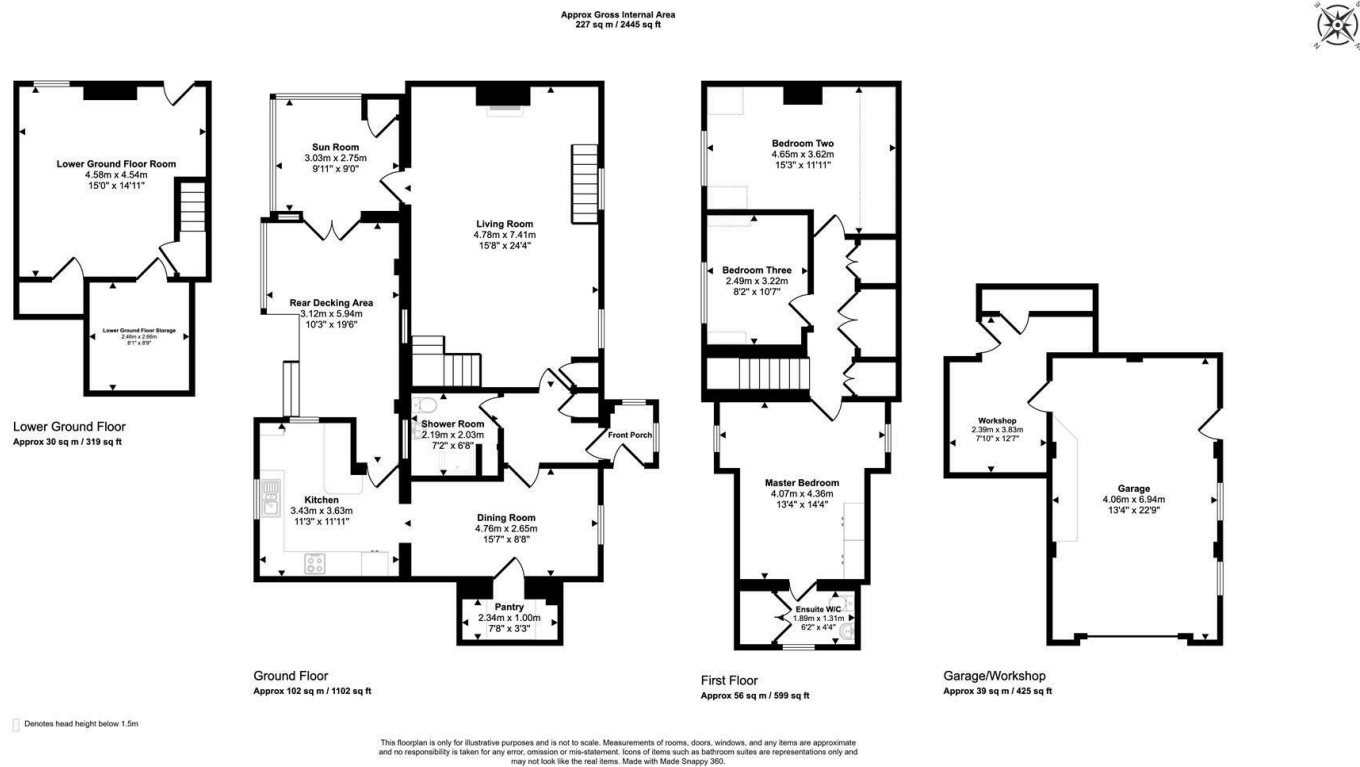 Approx Gross Internal Area
227 sq m / 2445 sq ft
E
S
N
Lower Ground Floor Room
4.58m x 4.54m
15'0" x 14'11"
Lower Ground Floor Storage
2.46m x 2.66m
8'1" x 8'9"
Lower Ground Floor
Approx 30 sq m / 319 sq ft
Sun Room
3.03m x 2.75m
9'11" x 9'0"
Living Room
4.78m x 7.41m
15'8" x 24'4"
Rear Decking Area
3.12m x 5.94m
10'3" x 19'6"
Shower Room
2.19m x 2.03m
7'2" x 6'8"
Front Porch
Kitchen
3.43m x 3.63m
11'3" x 11'11"
Dining Room
4.76m x 2.65m
15'7" x 8'8"
Pantry
2.34m x 1.00m
7'8" x 3'3"
Ground Floor
Approx 102 sq m / 1102 sq ft
Bedroom Two
4.65m x 3.62m
15'3" x 11'11"
Bedroom Three
2.49m x 3.22m
8'2" x 10'7"
Master Bedroom
4.07m x 4.36m
13'4" x 14'4"
Ensuite W/C
1.89m x 1.31m
6'2" x 4'4"
First Floor
Approx 56 sq m / 599 sq ft
Workshop
2.39m x 3.83m
7'10" x 12'7"
Garage
4.06m x 6.94m
13'4" x 22'9"
Garage/Workshop
Approx 39 sq m / 425 sq ft
Denotes head height below 1.5m
This floorplan is only for illustrative purposes and is not to scale. Measurements of rooms, doors, windows, and any items are approximate
and no responsibility is taken for any error, omission or mis-statement. Icons of items such as bathroom suites are representations only and
may not look like the real items. Made with Made Snappy 360.